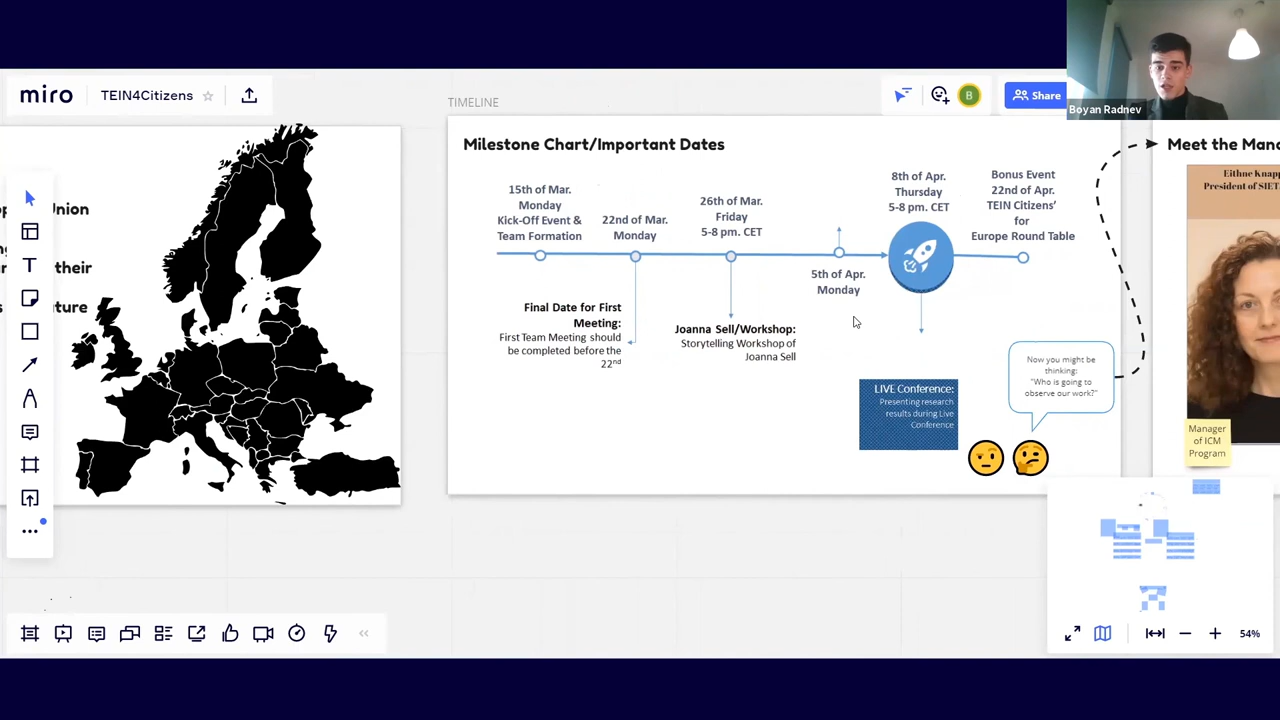 miro
TEIN4Citizens
Share
Boyan Radnev
TIMELINE
Milestone Chart/Important Dates
15th of Mar.
Monday
Kick-Off Event &
Team Formation
22nd of Mar.
Monday
26th of Mar.
Friday
5-8 pm. CET
5th of Apr.
Monday
8th of Apr.
Thursday
5-8 pm. CET
Bonus Event
22nd of Apr.
TEIN Citizens'
for
Europe Round Table
Final Date for First
Meeting:
First Team Meeting should
be completed before the
22nd
Joanna Sell/Workshop:
Storytelling Workshop of
Joanna Sell
LIVE Conference:
Presenting research
results during Live
Conference
Now you might be
thinking:
"Who is going to
observe our work?"
Meet the Mana
Eithne Knapp
President of SIET
Manager
of ICM
Program
Union
their
ture
B
54%